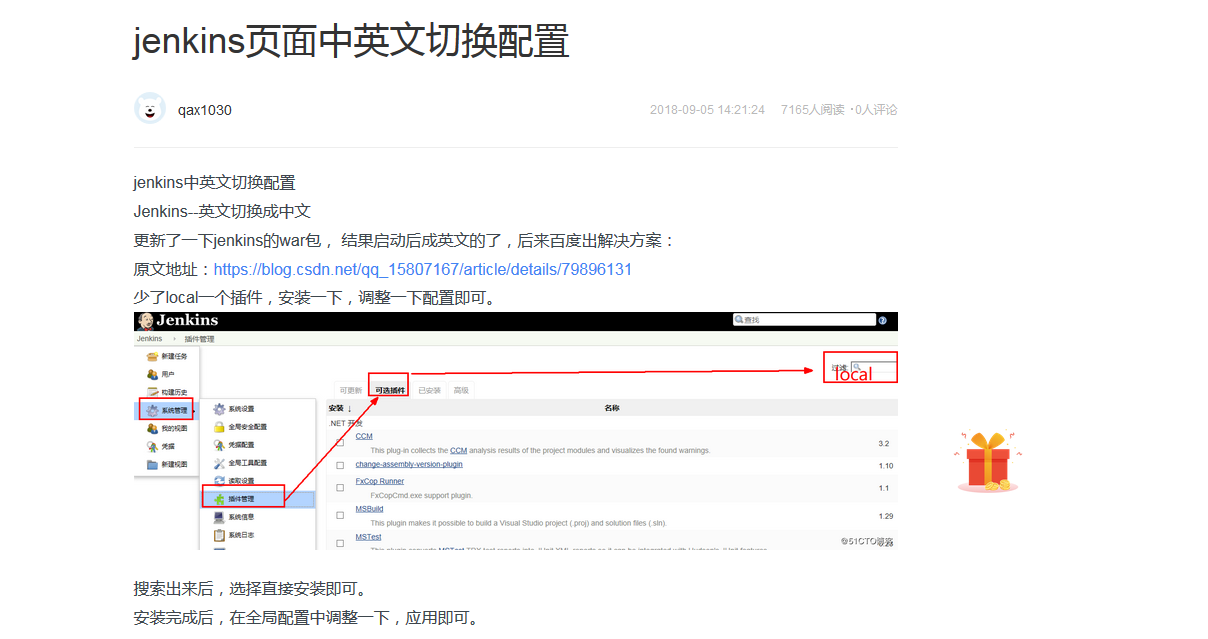 jenkins页面中英文切换配置
qax1030
2018-09-05 14:21:24 7165人阅读 ·0人评论
jenkins中英文切换配置
Jenkins--英文切换成中文
更新了一下jenkins的war包， 结果启动后成英文的了，后来百度出解决方案：
原文地址：https://blog.csdn.net/qq_15807167/article/details/79896131
少了local一个插件，安装一下，调整一下配置即可。
Jenkins
查找
Jenkins › 插件管理
新建任务
用户
构建历史
系统管理
我的视图
凭据
新建视图
系统设置
全局安全配置
凭据配置
全局工具配置
读取设置
插件管理
系统信息
系统日志
过滤:
local
可更新 可选插件 已安装 高级
安装 ↓ 名称
.NET 开发
CCM
This plug-in collects the CCM analysis results of the project modules and visualizes the found warnings.
3.2
change-assembly-version-plugin
1.10
FxCop Runner
FxCopCmd.exe support plugin.
1.1
MSBuild
This plugin makes it possible to build a Visual Studio project (.proj) and solution files (.sln).
1.29
MSTest
@51CTO博客
搜索出来后，选择直接安装即可。
安装完成后，在全局配置中调整一下，应用即可。